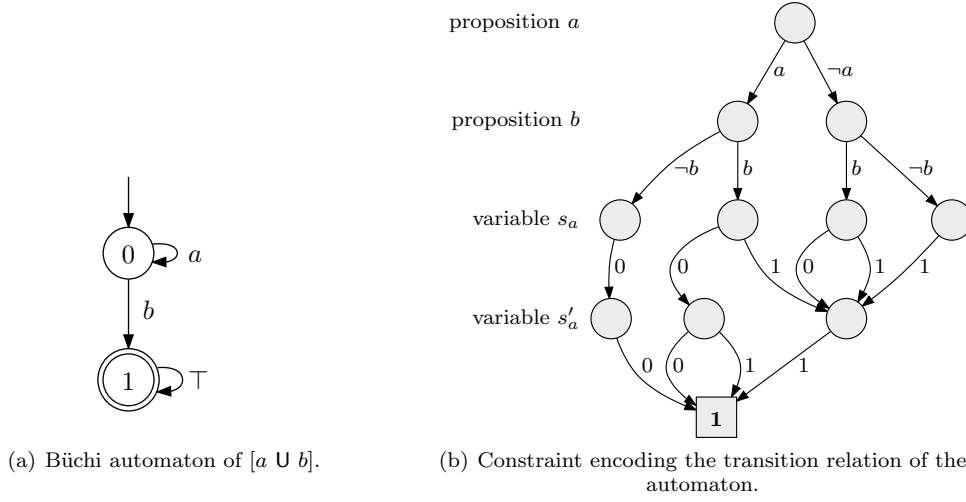 proposition a
a
¬a
proposition b
¬b
b
b
¬b
variable s_a
0
a
0
0
1
0
1
1
b
variable s'_a
0
0
1
1
1
⊤
1
(a) Büchi automaton of [a U b].
(b) Constraint encoding the transition relation of the
automaton.